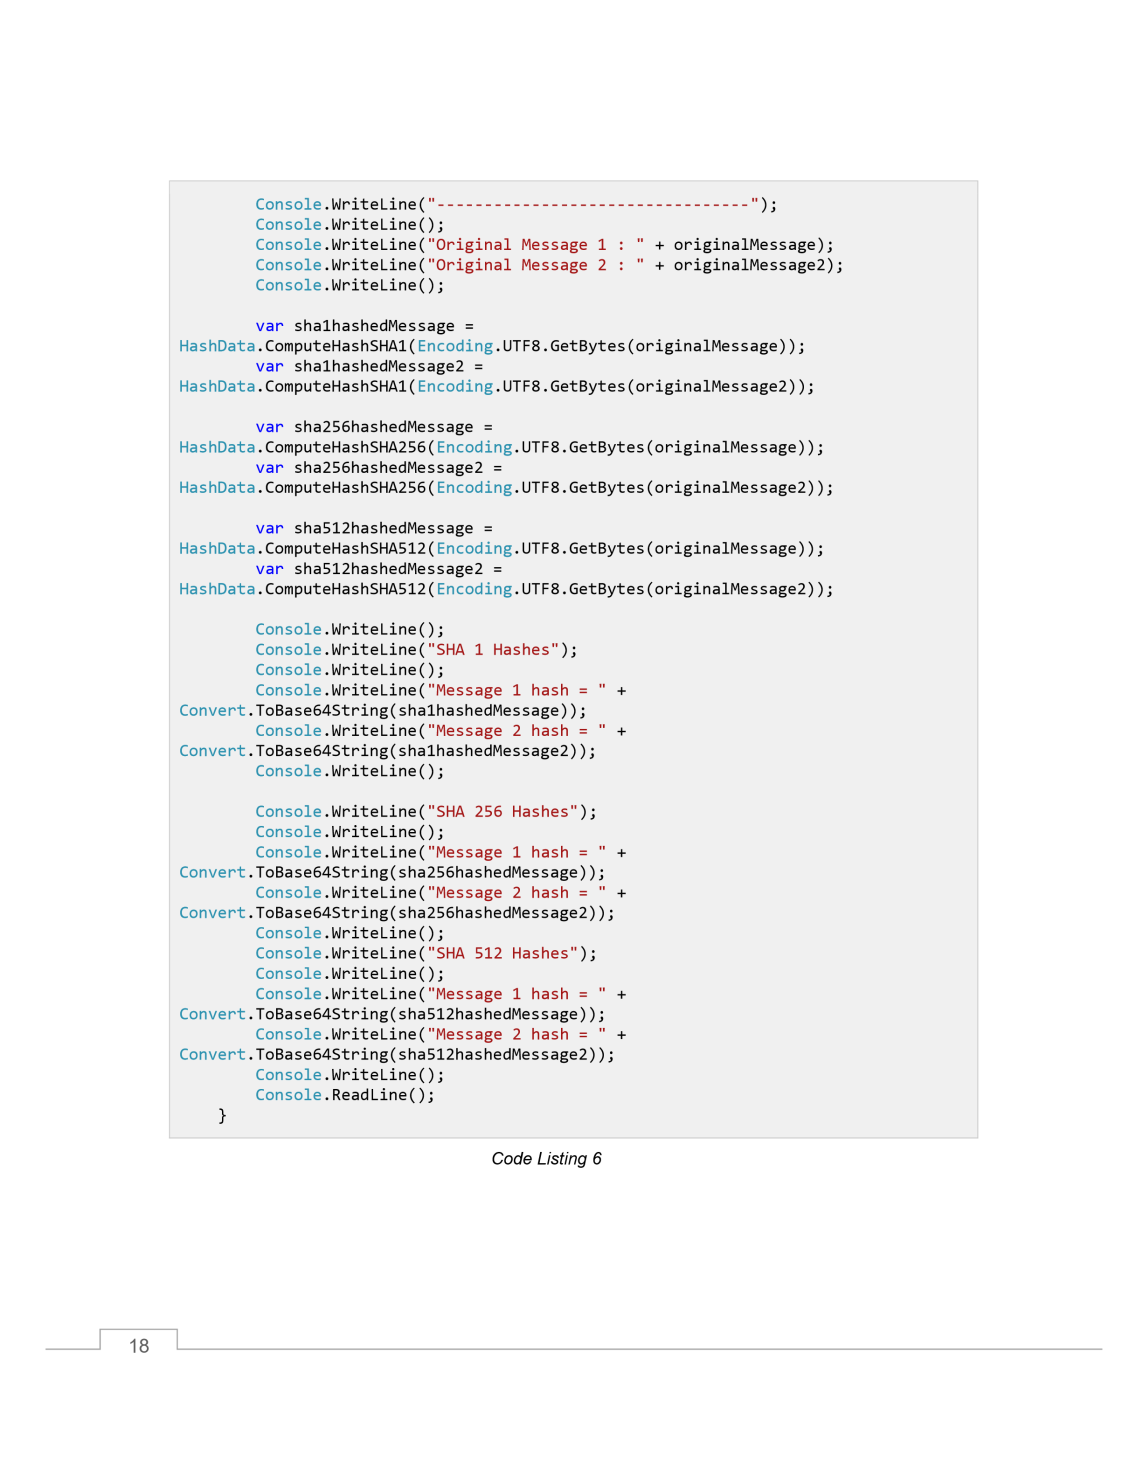 Console.WriteLine("---------------------------------");
Console.WriteLine();
Console.WriteLine("Original Message 1 : " + originalMessage);
Console.WriteLine("Original Message 2 : " + originalMessage2);
Console.WriteLine();
var sha1hashedMessage =
HashData.ComputeHashSHA1(Encoding.UTF8.GetBytes(originalMessage));
var sha1hashedMessage2 =
HashData.ComputeHashSHA1(Encoding.UTF8.GetBytes(originalMessage2));
var sha256hashedMessage =
HashData.ComputeHashSHA256(Encoding.UTF8.GetBytes(originalMessage));
var sha256hashedMessage2 =
HashData.ComputeHashSHA256(Encoding.UTF8.GetBytes(originalMessage2));
var sha512hashedMessage =
HashData.ComputeHashSHA512(Encoding.UTF8.GetBytes(originalMessage));
var sha512hashedMessage2 =
HashData.ComputeHashSHA512(Encoding.UTF8.GetBytes(originalMessage2));
Console.WriteLine();
Console.WriteLine("SHA 1 Hashes");
Console.WriteLine();
Console.WriteLine("Message 1 hash = " +
Convert.ToBase64String(sha1hashedMessage));
Console.WriteLine("Message 2 hash = " +
Convert.ToBase64String(sha1hashedMessage2));
Console.WriteLine();
Console.WriteLine("SHA 256 Hashes");
Console.WriteLine();
Console.WriteLine("Message 1 hash = " +
Convert.ToBase64String(sha256hashedMessage));
Console.WriteLine("Message 2 hash = " +
Convert.ToBase64String(sha256hashedMessage2));
Console.WriteLine();
Console.WriteLine("SHA 512 Hashes");
Console.WriteLine();
Console.WriteLine("Message 1 hash = " +
Convert.ToBase64String(sha512hashedMessage));
Console.WriteLine("Message 2 hash = " +
Convert.ToBase64String(sha512hashedMessage2));
Console.WriteLine();
Console.ReadLine();
}
Code Listing 6
18